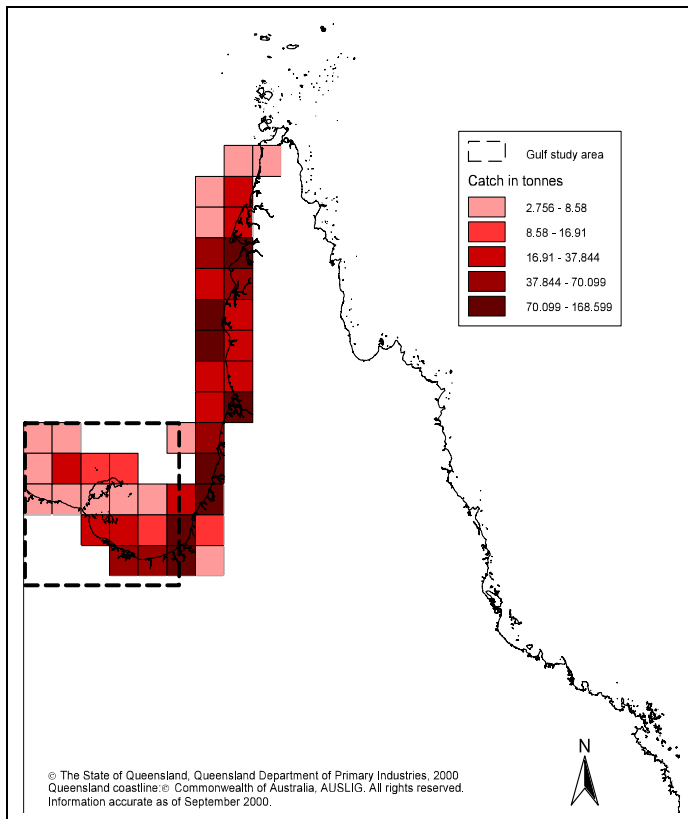 Gulf study area
Catch in tonnes
2.756 - 8.58
8.58 - 16.91
16.91 - 37.844
37.844 - 70.099
70.099 - 168.599
N
© The State of Queensland, Queensland Department of Primary Industries, 2000
Queensland coastline:© Commonwealth of Australia, AUSLIG. All rights reserved.
Information accurate as of September 2000.